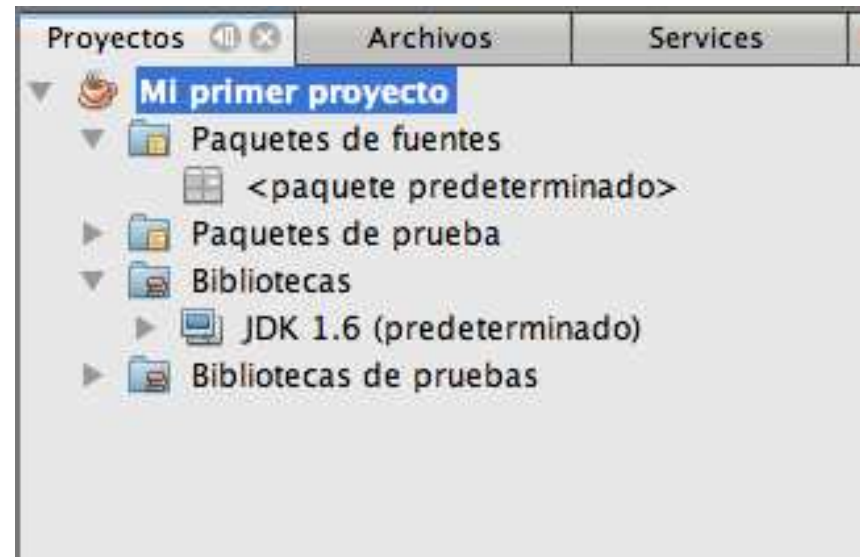 Proyectos Archivos Services
MI primer proyecto
Paquetes de fuentes
<paquete predeterminado>
Paquetes de prueba
Bibliotecas
JDK 1.6 (predeterminado)
Bibliotecas de pruebas